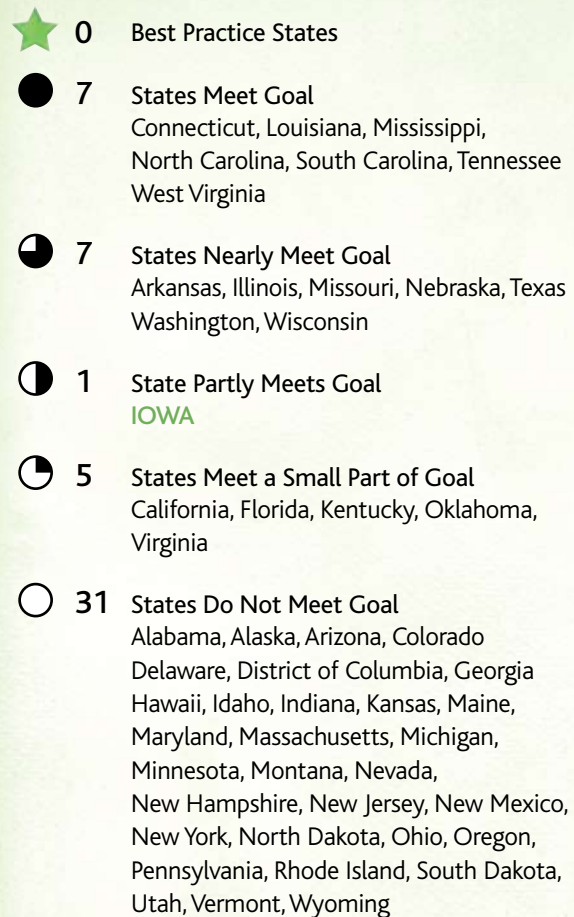 0 Best Practice States
7 States Meet Goal
Connecticut, Louisiana, Mississippi,
North Carolina, South Carolina, Tennessee
West Virginia
7 States Nearly Meet Goal
Arkansas, Illinois, Missouri, Nebraska, Texas
Washington, Wisconsin
1 State Partly Meets Goal
IOWA
5 States Meet a Small Part of Goal
California, Florida, Kentucky, Oklahoma,
Virginia
31 States Do Not Meet Goal
Alabama, Alaska, Arizona, Colorado
Delaware, District of Columbia, Georgia
Hawaii, Idaho, Indiana, Kansas, Maine,
Maryland, Massachusetts, Michigan,
Minnesota, Montana, Nevada,
New Hampshire, New Jersey, New Mexico,
New York, North Dakota, Ohio, Oregon,
Pennsylvania, Rhode Island, South Dakota,
Utah, Vermont, Wyoming